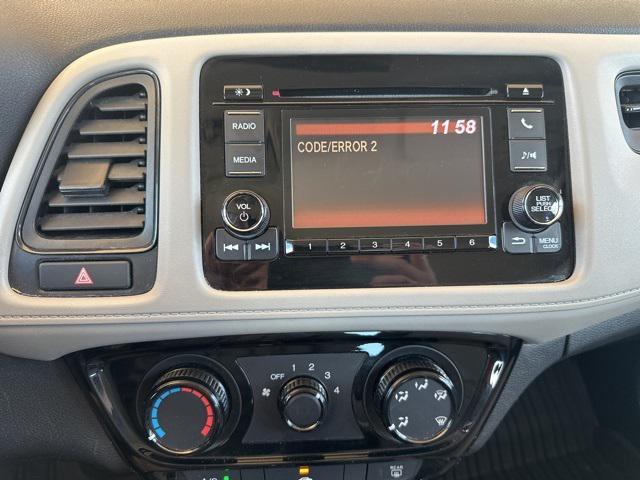 RADIO
11 58
CODE/ERROR 2
MEDIA
VOL
LIST
PUSH
SELECT
MENU
CLOCK
1 2 3 4 5 6
OFF 1 2 3 4
A/C
REAR